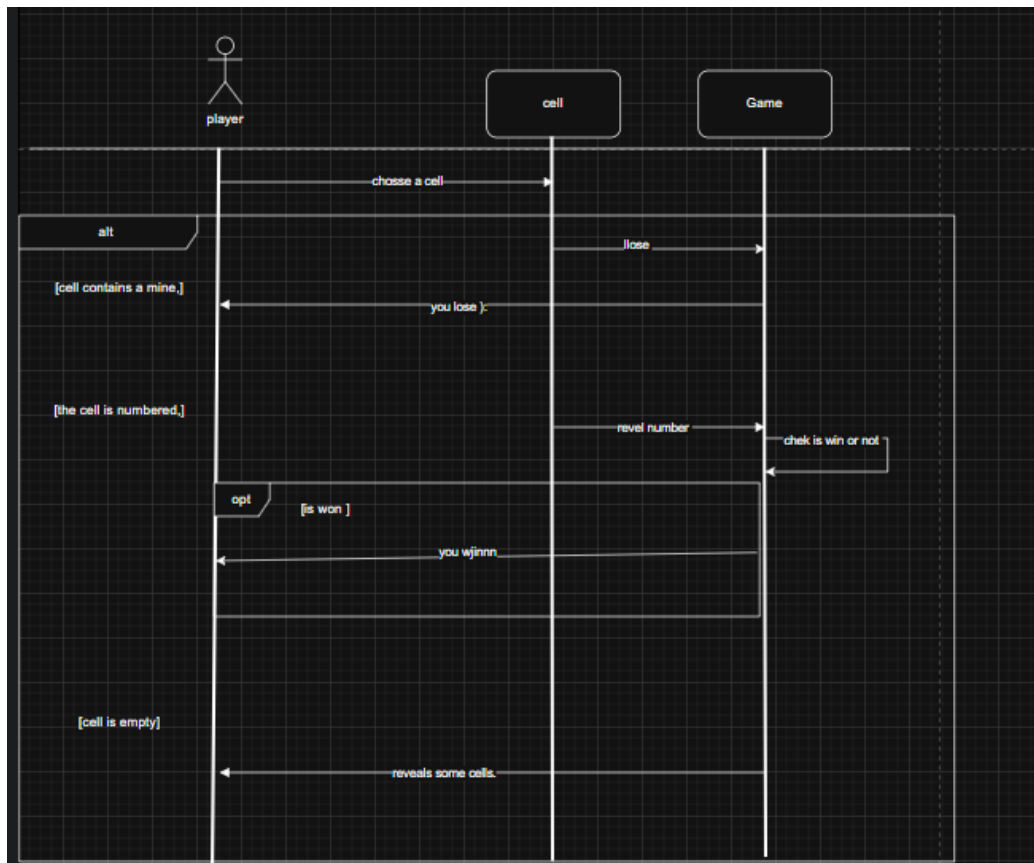 player
cell
Game
chosse a cell
alt
llose
[cell contains a mine,]
you lose ):
[the cell is numbered,]
revel number
chek is win or not
opt
[is won ]
you wjinnn
[cell is empty]
reveals some cells.